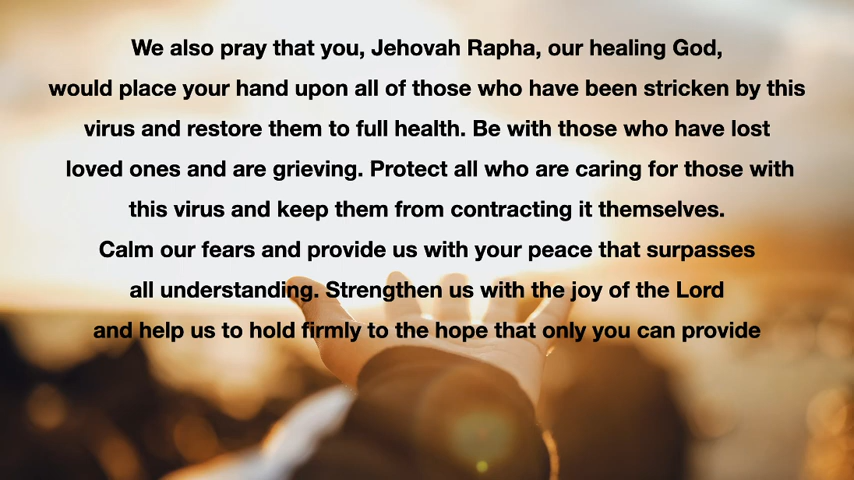 We also pray that you, Jehovah Rapha, our healing God,
would place your hand upon all of those who have been stricken by this
virus and restore them to full health. Be with those who have lost
loved ones and are grieving. Protect all who are caring for those with
this virus and keep them from contracting it themselves.
Calm our fears and provide us with your peace that surpasses
all understanding. Strengthen us with the joy of the Lord
and help us to hold firmly to the hope that only you can provide